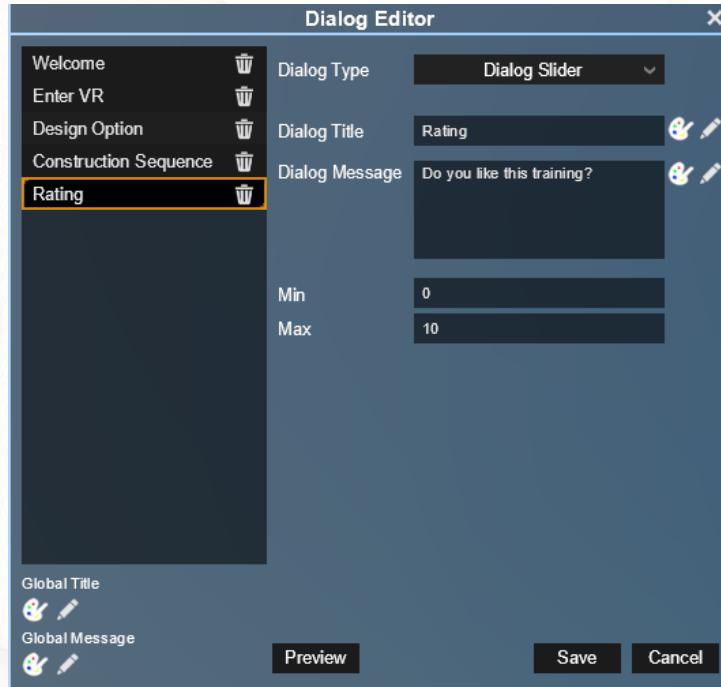 Dialog Editor
Welcome
Enter VR
Design Option
Construction Sequence
Rating
Dialog Type
Dialog Slider
Dialog Title
Rating
Dialog Message
Do you like this training?
Min
0
Max
10
Global Title
Global Message
Preview
Save
Cancel